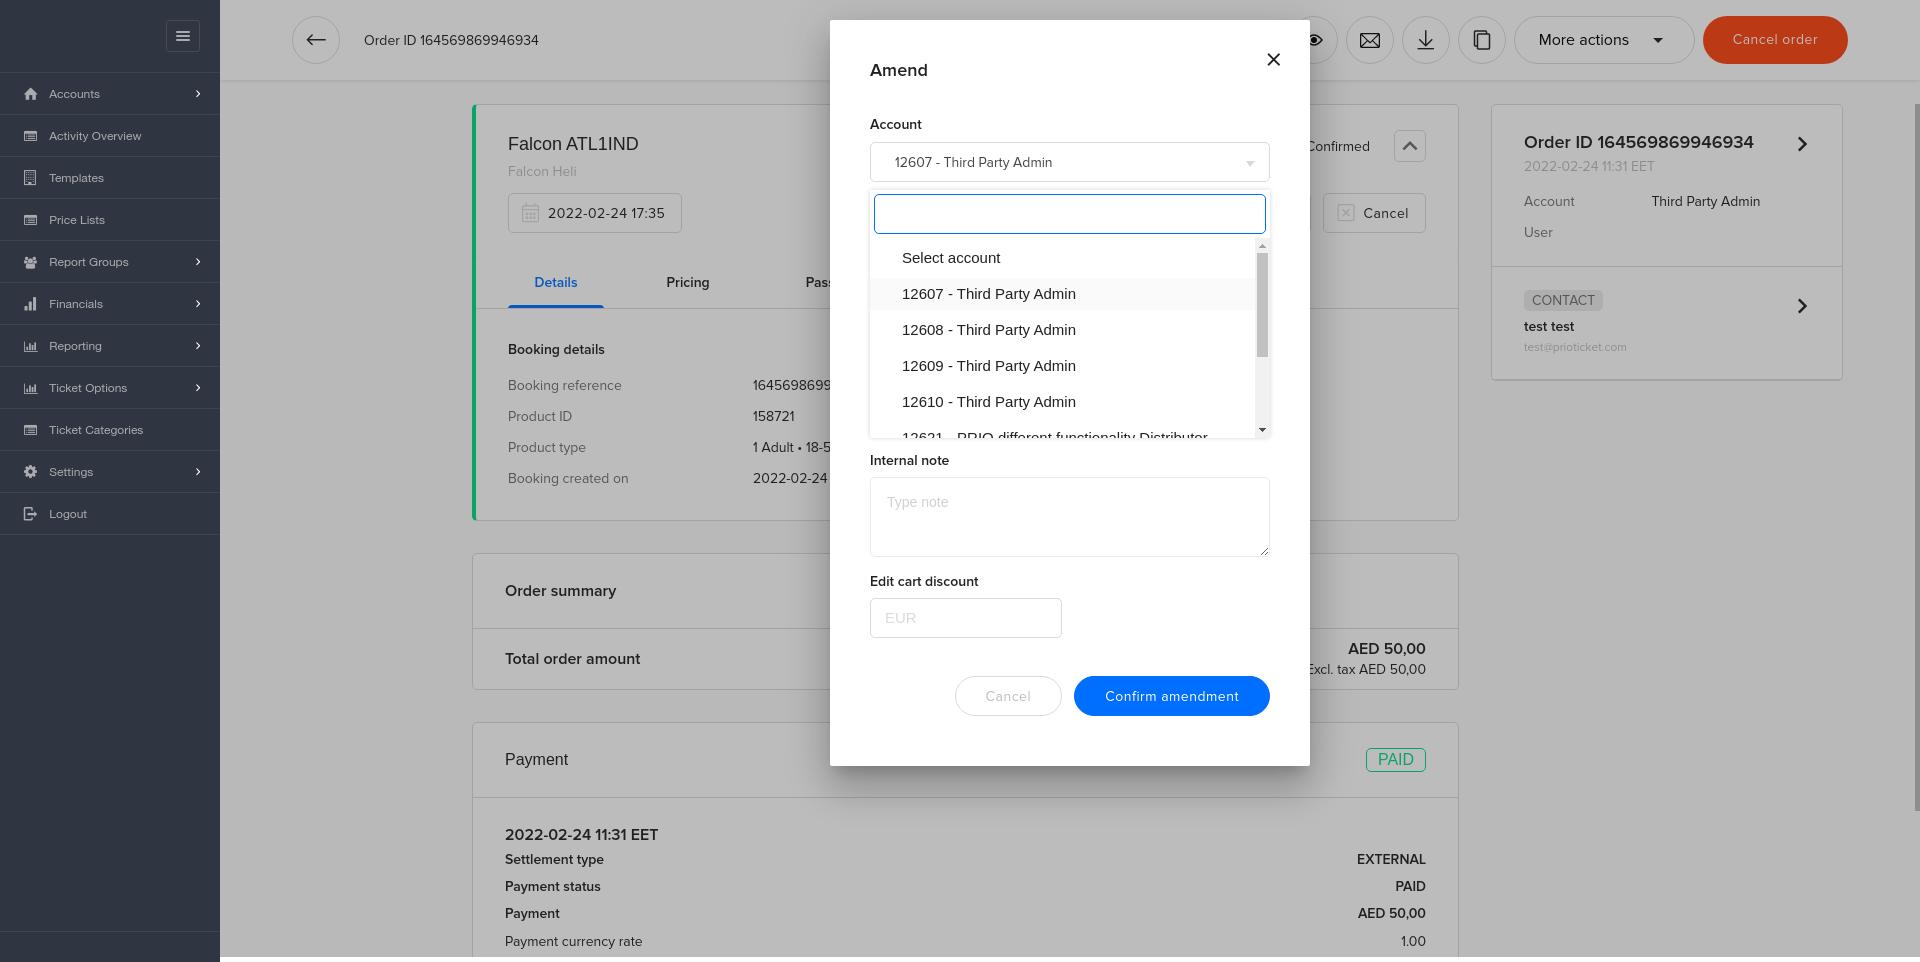 Accounts
Activity Overview
Templates
Price Lists
Report Groups
Financials
Reporting
Ticket Options
Ticket Categories
Settings
Logout
Order ID 164569869946934
More actions
Cancel order
Falcon ATL1IND
Falcon Heli
2022-02-24 17:35
Confirmed
Cancel
Details
Pricing
Booking details
Booking reference
1645698699
Product ID
158721
Product type
1 Adult • 18-5
Booking created on
2022-02-24
Order summary
Total order amount
AED 50,00
Excl. tax AED 50,00
Payment
PAID
2022-02-24 11:31 EET
Settlement type
EXTERNAL
Payment status
PAID
Payment
AED 50,00
Payment currency rate
1.00
Amend
Account
12607 - Third Party Admin
Select account
12607 - Third Party Admin
12608 - Third Party Admin
12609 - Third Party Admin
12610 - Third Party Admin
12621 - PRIO different functionality Distributor
Internal note
Type note
Edit cart discount
EUR
Cancel
Confirm amendment
Order ID 164569869946934
2022-02-24 11:31 EET
Account
Third Party Admin
User
CONTACT
test test
test@prioticket.com